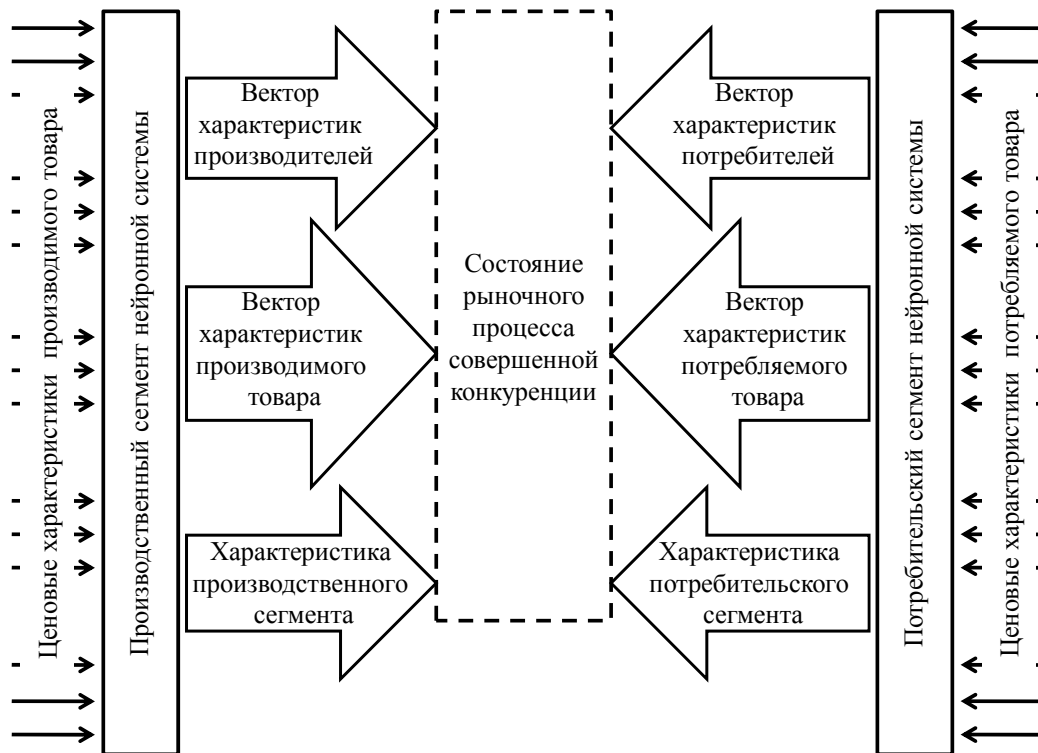 Ценовые характеристики производимого товара
Производственный сегмент нейронной системы
Вектор
характеристик
производителей
Вектор
характеристик
производимого
товара
Характеристика
производственного
сегмента
Состояние
рыночного
процесса
совершенной
конкуренции
Вектор
характеристик
потребителей
Вектор
характеристик
потребляемого
товара
Характеристика
потребительского
сегмента
Потребительский сегмент нейронной системы
Ценовые характеристики потребляемого товара